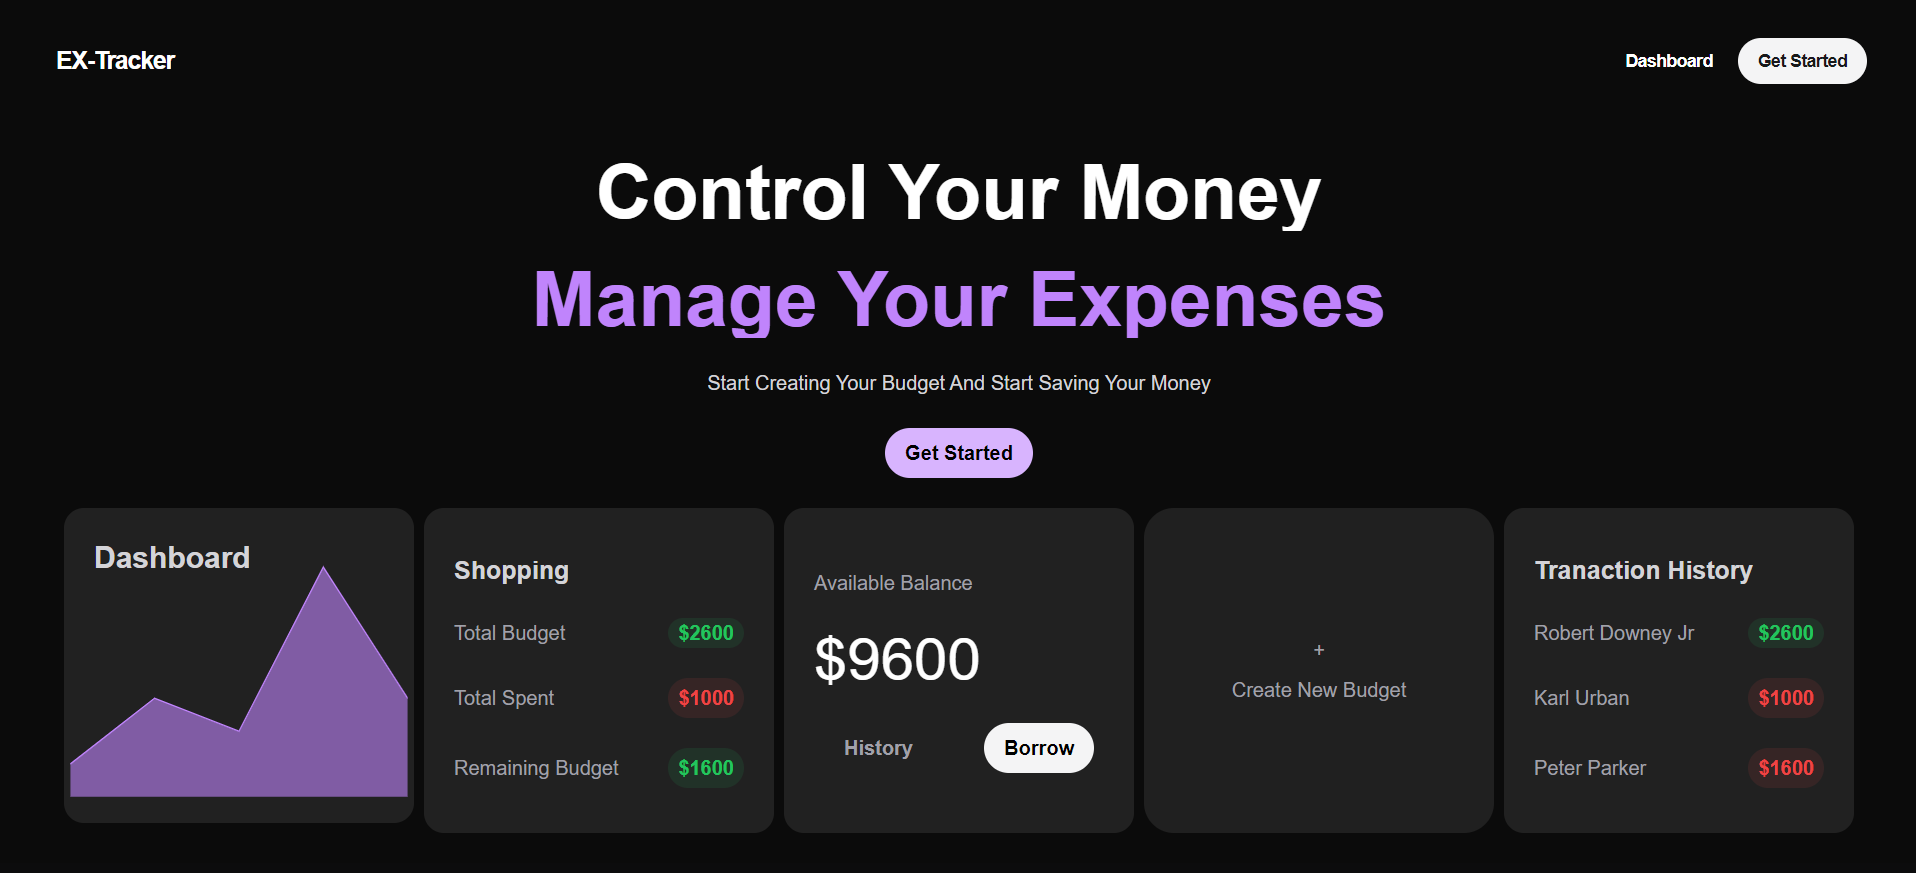 EX-Tracker
Dashboard
Get Started
Control Your Money
Manage Your Expenses
Start Creating Your Budget And Start Saving Your Money
Get Started
Dashboard
Shopping
Total Budget $2600
Total Spent $1000
Remaining Budget $1600
Available Balance
$9600
History
Borrow
+
Create New Budget
Tranaction History
Robert Downey Jr $2600
Karl Urban $1000
Peter Parker $1600